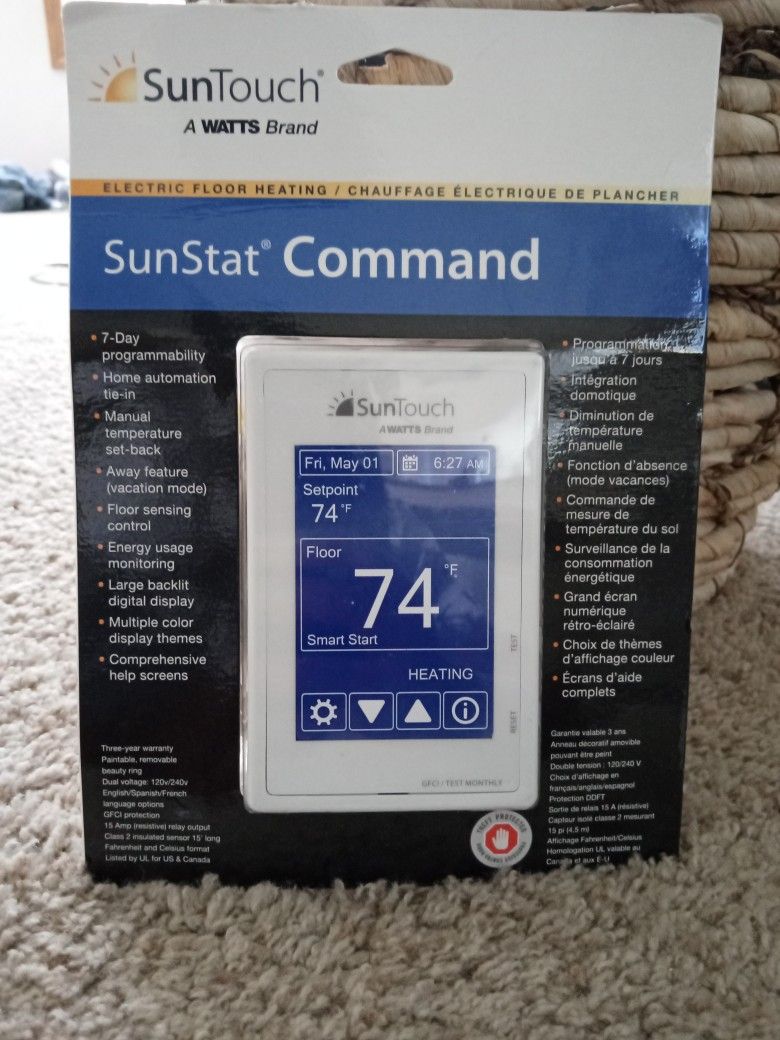 SunTouch®
A WATTS Brand
ELECTRIC FLOOR HEATING / CHAUFFAGE ÉLECTRIQUE DE PLANCHER
SunStat® Command
• 7-Day
programmability
• Home automation
tie-in
• Manual
temperature
set-back
• Away feature
(vacation mode)
• Floor sensing
control
• Energy usage
monitoring
• Large backlit
digital display
• Multiple color
display themes
• Comprehensive
help screens
Three-year warranty
Paintable, removable
beauty ring
Dual voltage: 120v/240v
English/Spanish/French
language options
GFCI protection
15 Amp (resistive) relay output
Class 2 insulated sensor 15' long
Fahrenheit and Celsius format
Listed by UL for US & Canada
SunTouch
A WATTS Brand
Fri, May 01
6:27 AM
Setpoint
74°F
Floor
74°F
Smart Start
HEATING
TEST
RESET
GFCI / TEST MONTHLY
• Programmation
jusqu'à 7 jours
• Intégration
domotique
• Diminution de
température
manuelle
• Fonction d'absence
(mode vacances)
• Commande de
mesure de
température du sol
• Surveillance de la
consommation
énergétique
• Grand écran
numérique
rétro-éclairé
• Choix de thèmes
d'affichage couleur
• Écrans d'aide
complets
Garantie valable 3 ans
Anneau décoratif amovible
pouvant être peint
Double tension : 120/240 V
Choix d'affichage en
français/anglais/espagnol
Protection DDFT
Sortie de relais 15 A (résistive)
Capteur isolé classe 2 mesurant
15 pi (4,5 m)
Affichage Fahrenheit/Celsius
Homologation UL valable au
Canada et aux É-U
THEFT PROTECTED